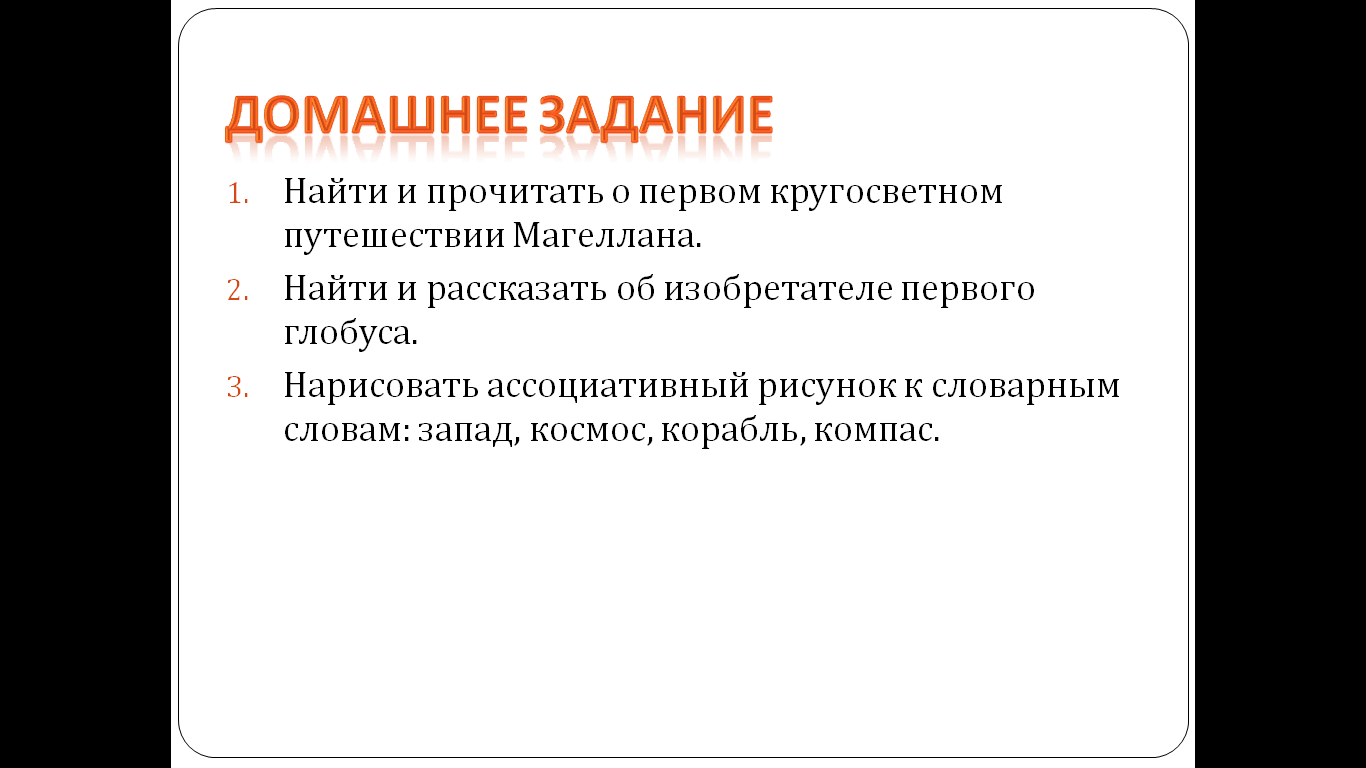 ДОМАШНЕЕ ЗАДАНИЕ
1. Найти и прочитать о первом кругосветном
путешествии Магеллана.
2. Найти и рассказать об изобретателе первого
глобуса.
3. Нарисовать ассоциативный рисунок к словарным
словам: запад, космос, корабль, компас.